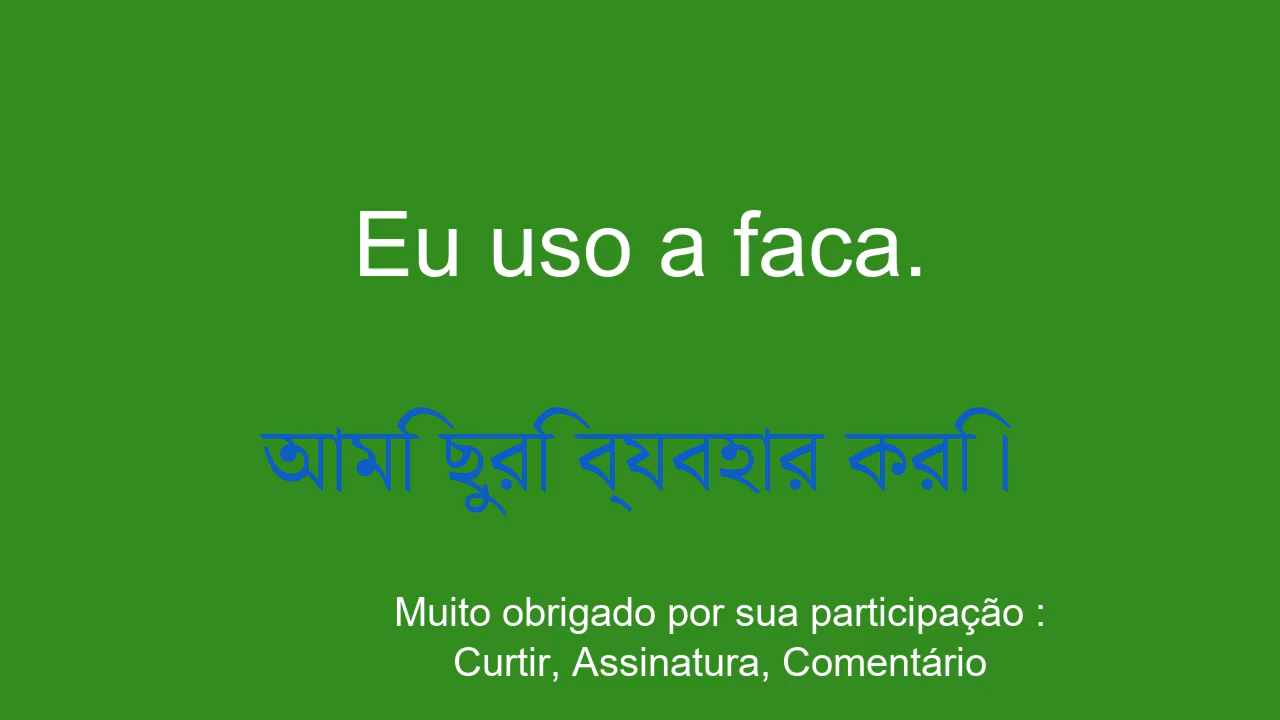 Eu uso a faca.
আমি ছুরি ব্যবহার করি।
Muito obrigado por sua participação :
Curtir, Assinatura, Comentário